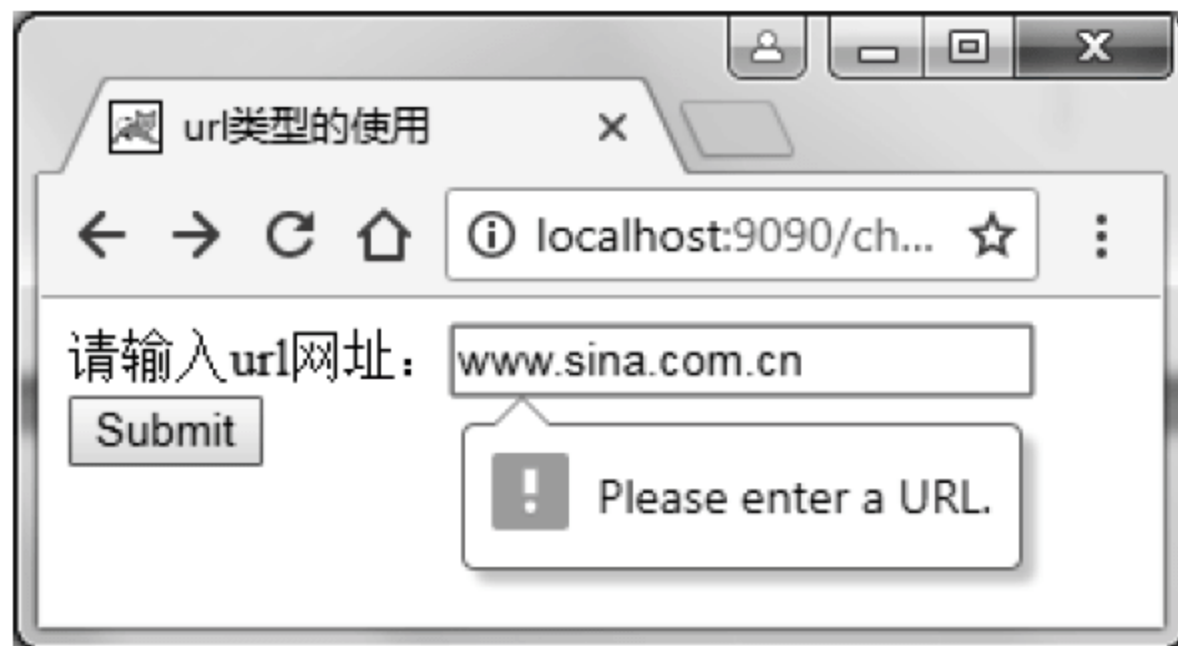 url类型的使用
localhost:9090/ch...
请输入url网址： www.sina.com.cn
Submit
Please enter a URL.